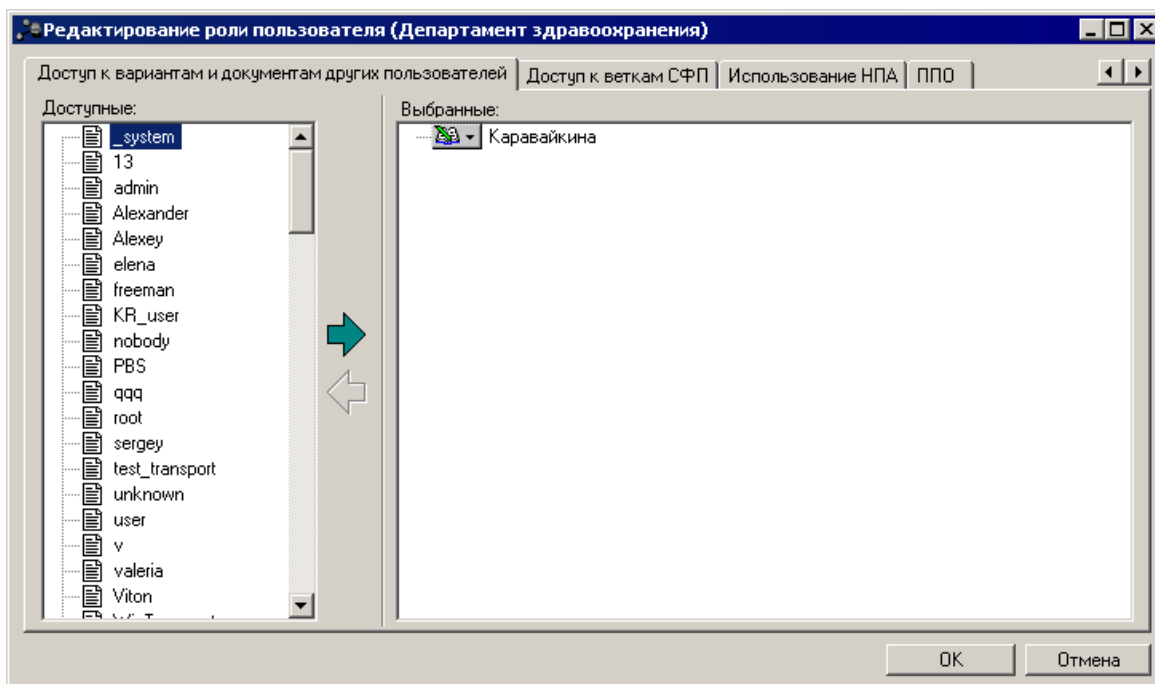 Редактирование роли пользователя (Департамент здравоохранения)
Доступ к вариантам и документам других пользователей
Доступ к веткам СФП
Использование НПА
ППО
Доступные:
_system
13
admin
Alexander
Alexey
elena
freeman
KR_user
nobody
PBS
qqq
root
sergey
test_transport
unknown
user
v
valeria
Viton
Выбранные:
Каравайкина
OK
Отмена